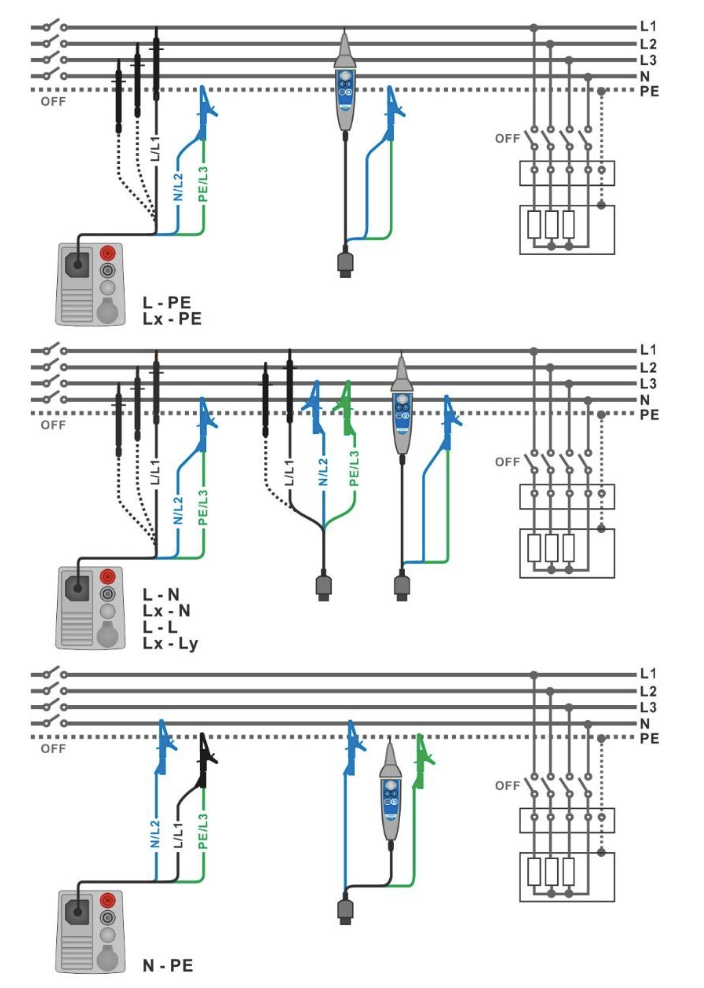 L1
L2
L3
N
PE
OFF
OFF
L/L1
N/L2
PE/L3
L - PE
Lx - PE
L1
L2
L3
N
PE
OFF
OFF
L/L1
N/L2
PE/L3
L/L1
N/L2
PE/L3
L - N
Lx - N
L - L
Lx - Ly
L1
L2
L3
N
PE
OFF
OFF
N/L2
L/L1
PE/L3
N - PE